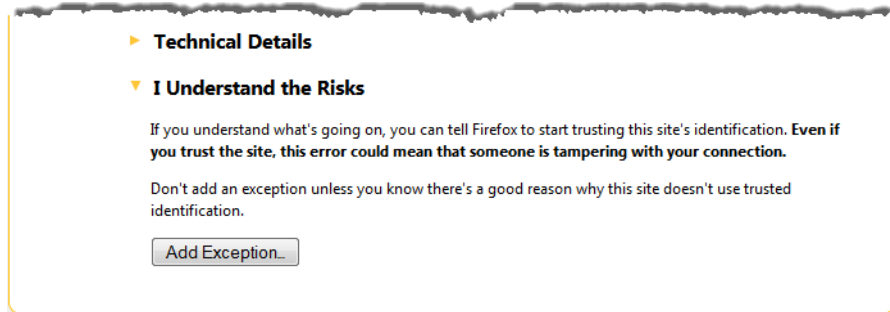 Technical Details
I Understand the Risks
If you understand what's going on, you can tell Firefox to start trusting this site's identification. Even if
you trust the site, this error could mean that someone is tampering with your connection.
Don't add an exception unless you know there's a good reason why this site doesn't use trusted
identification.
Add Exception...